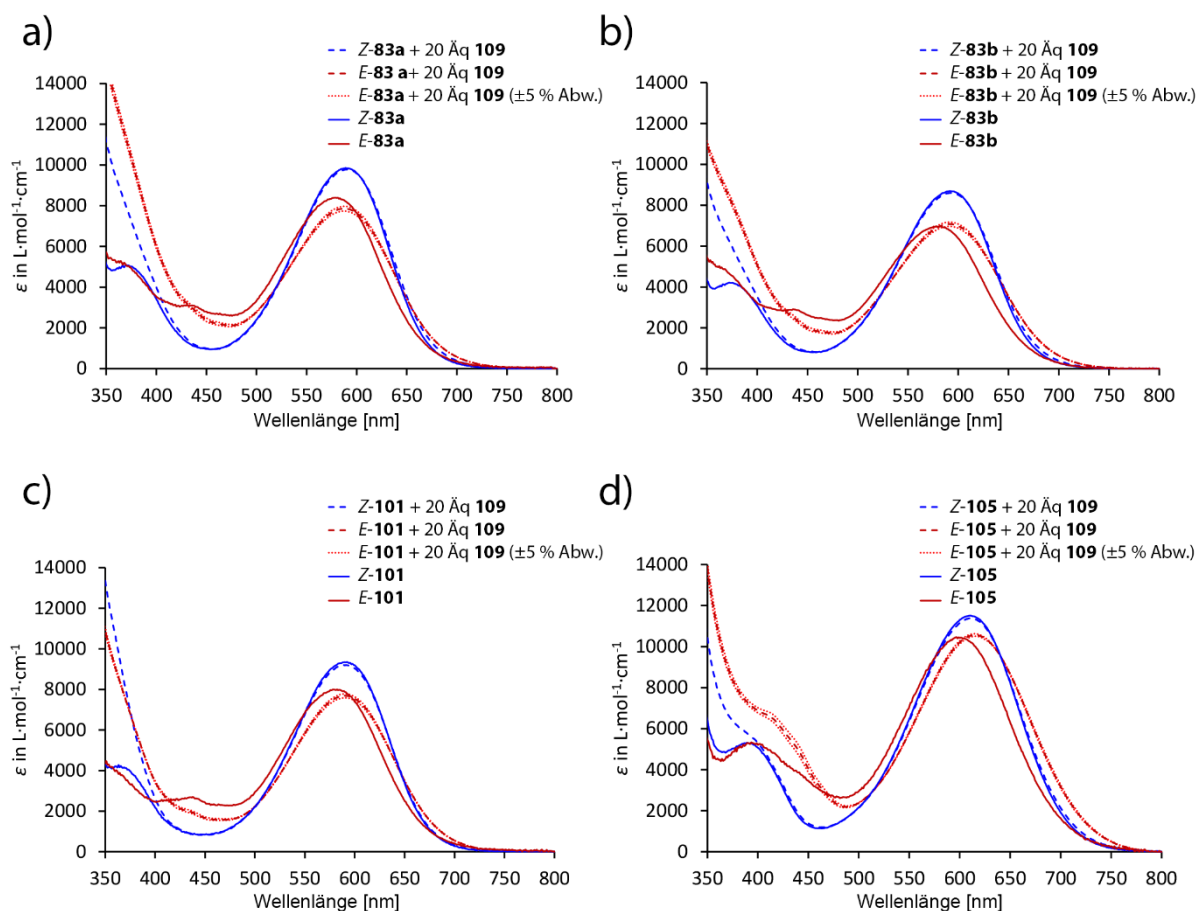 a)
Z-83a + 20 Äq 109
E-83 a + 20 Äq 109
E-83a + 20 Äq 109 (±5 % Abw.)
Z-83a
E-83a
14000
12000
10000
8000
6000
4000
2000
0
ε in L·mol⁻¹·cm⁻¹
350 400 450 500 550 600 650 700 750 800
Wellenlänge [nm]
b)
Z-83b + 20 Äq 109
E-83b + 20 Äq 109
E-83b + 20 Äq 109 (±5 % Abw.)
Z-83b
E-83b
14000
12000
10000
8000
6000
4000
2000
0
ε in L·mol⁻¹·cm⁻¹
350 400 450 500 550 600 650 700 750 800
Wellenlänge [nm]
c)
Z-101 + 20 Äq 109
E-101 + 20 Äq 109
E-101 + 20 Äq 109 (±5 % Abw.)
Z-101
E-101
14000
12000
10000
8000
6000
4000
2000
0
ε in L·mol⁻¹·cm⁻¹
350 400 450 500 550 600 650 700 750 800
Wellenlänge [nm]
d)
Z-105 + 20 Äq 109
E-105 + 20 Äq 109
E-105 + 20 Äq 109 (±5 % Abw.)
Z-105
E-105
14000
12000
10000
8000
6000
4000
2000
0
ε in L·mol⁻¹·cm⁻¹
350 400 450 500 550 600 650 700 750 800
Wellenlänge [nm]